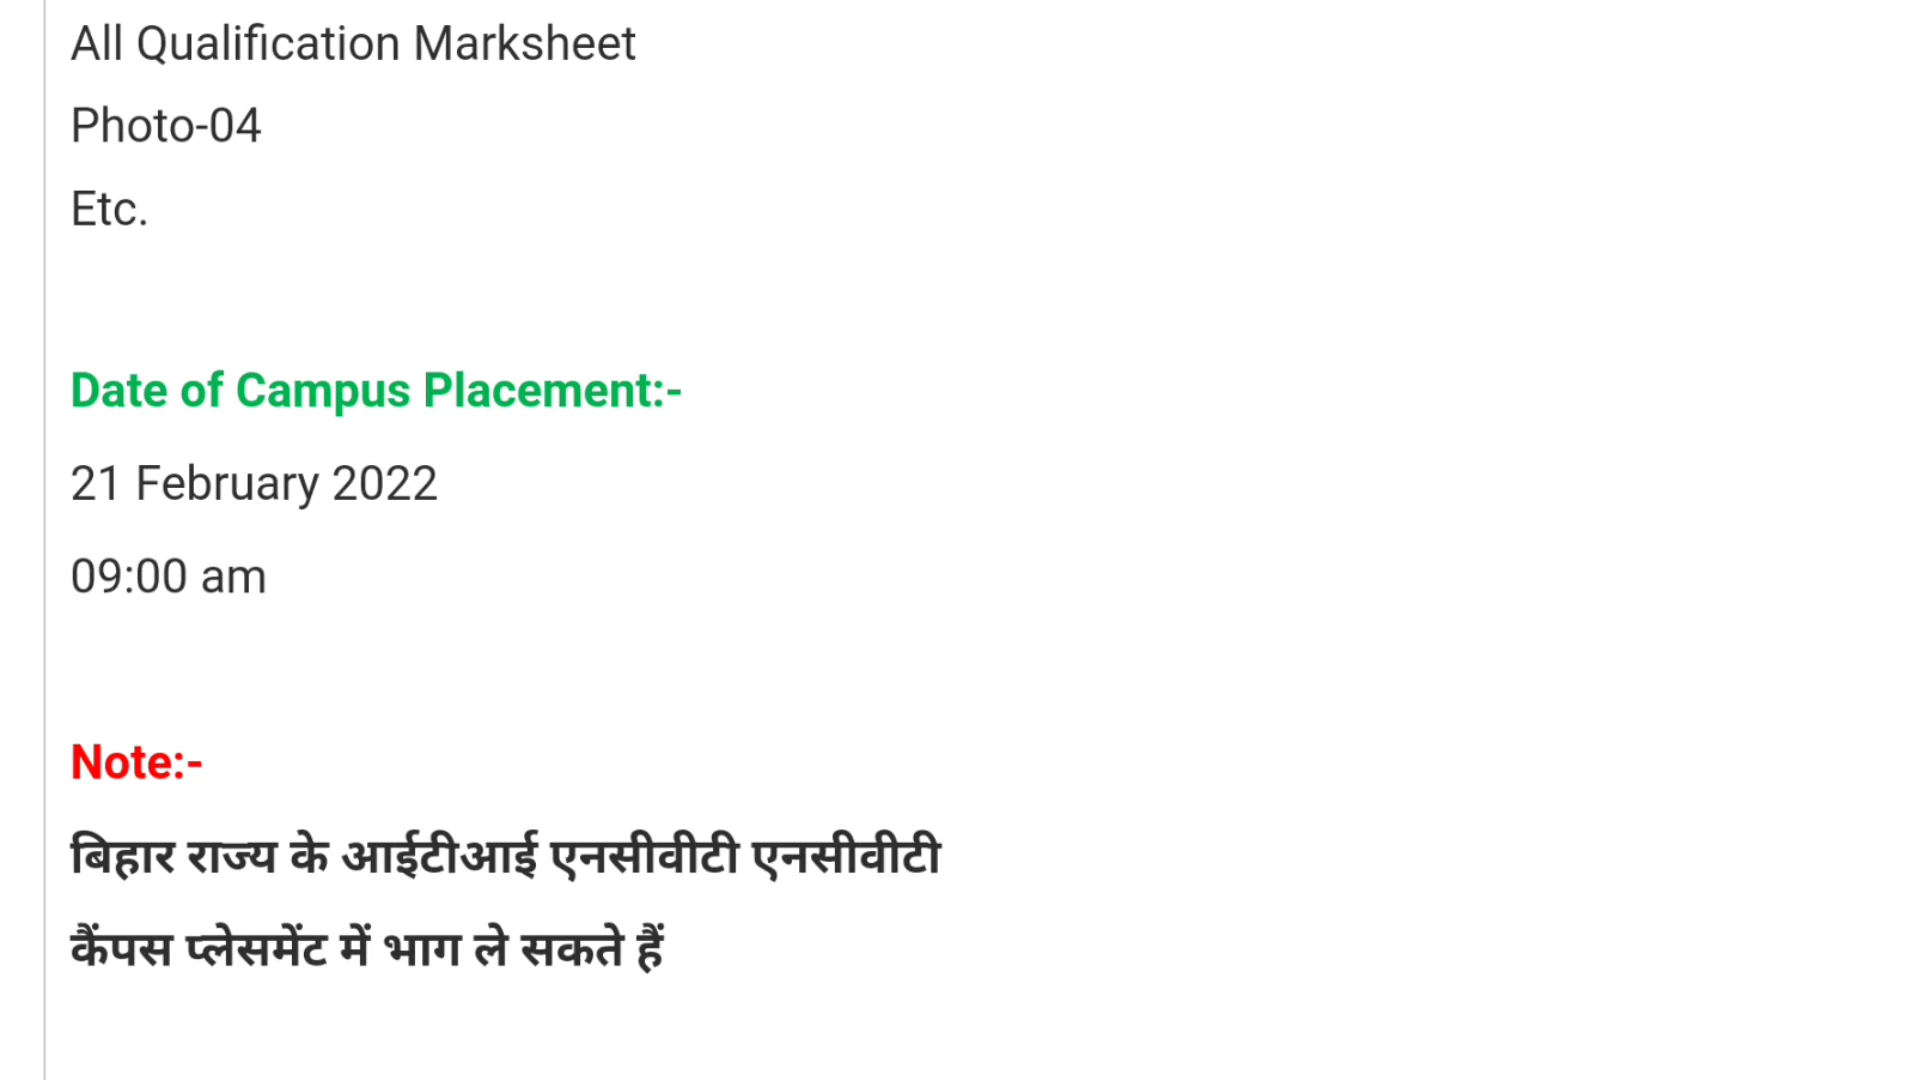 All Qualification Marksheet
Photo-04
Etc.
Date of Campus Placement:-
21 February 2022
09:00 am
Note:-
बिहार राज्य के आईटीआई एनसीवीटी एनसीवीटी
कैंपस प्लेसमेंट में भाग ले सकते हैं